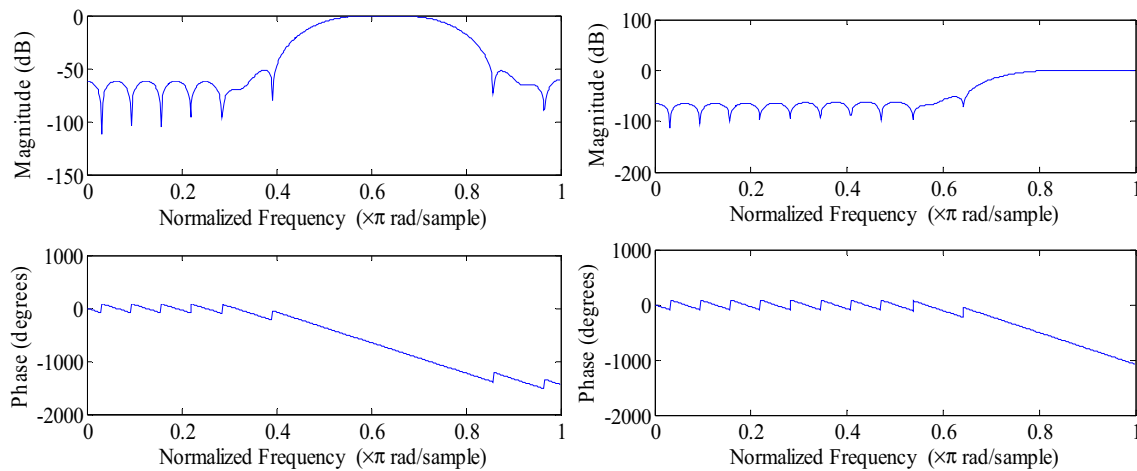 0
-50
-100
-150
Magnitude (dB)
0 0.2 0.4 0.6 0.8 1
Normalized Frequency (×π rad/sample)
100
0
-100
-200
Magnitude (dB)
0 0.2 0.4 0.6 0.8 1
Normalized Frequency (×π rad/sample)
1000
0
-1000
-2000
Phase (degrees)
0 0.2 0.4 0.6 0.8 1
Normalized Frequency (×π rad/sample)
1000
0
-1000
-2000
Phase (degrees)
0 0.2 0.4 0.6 0.8 1
Normalized Frequency (×π rad/sample)